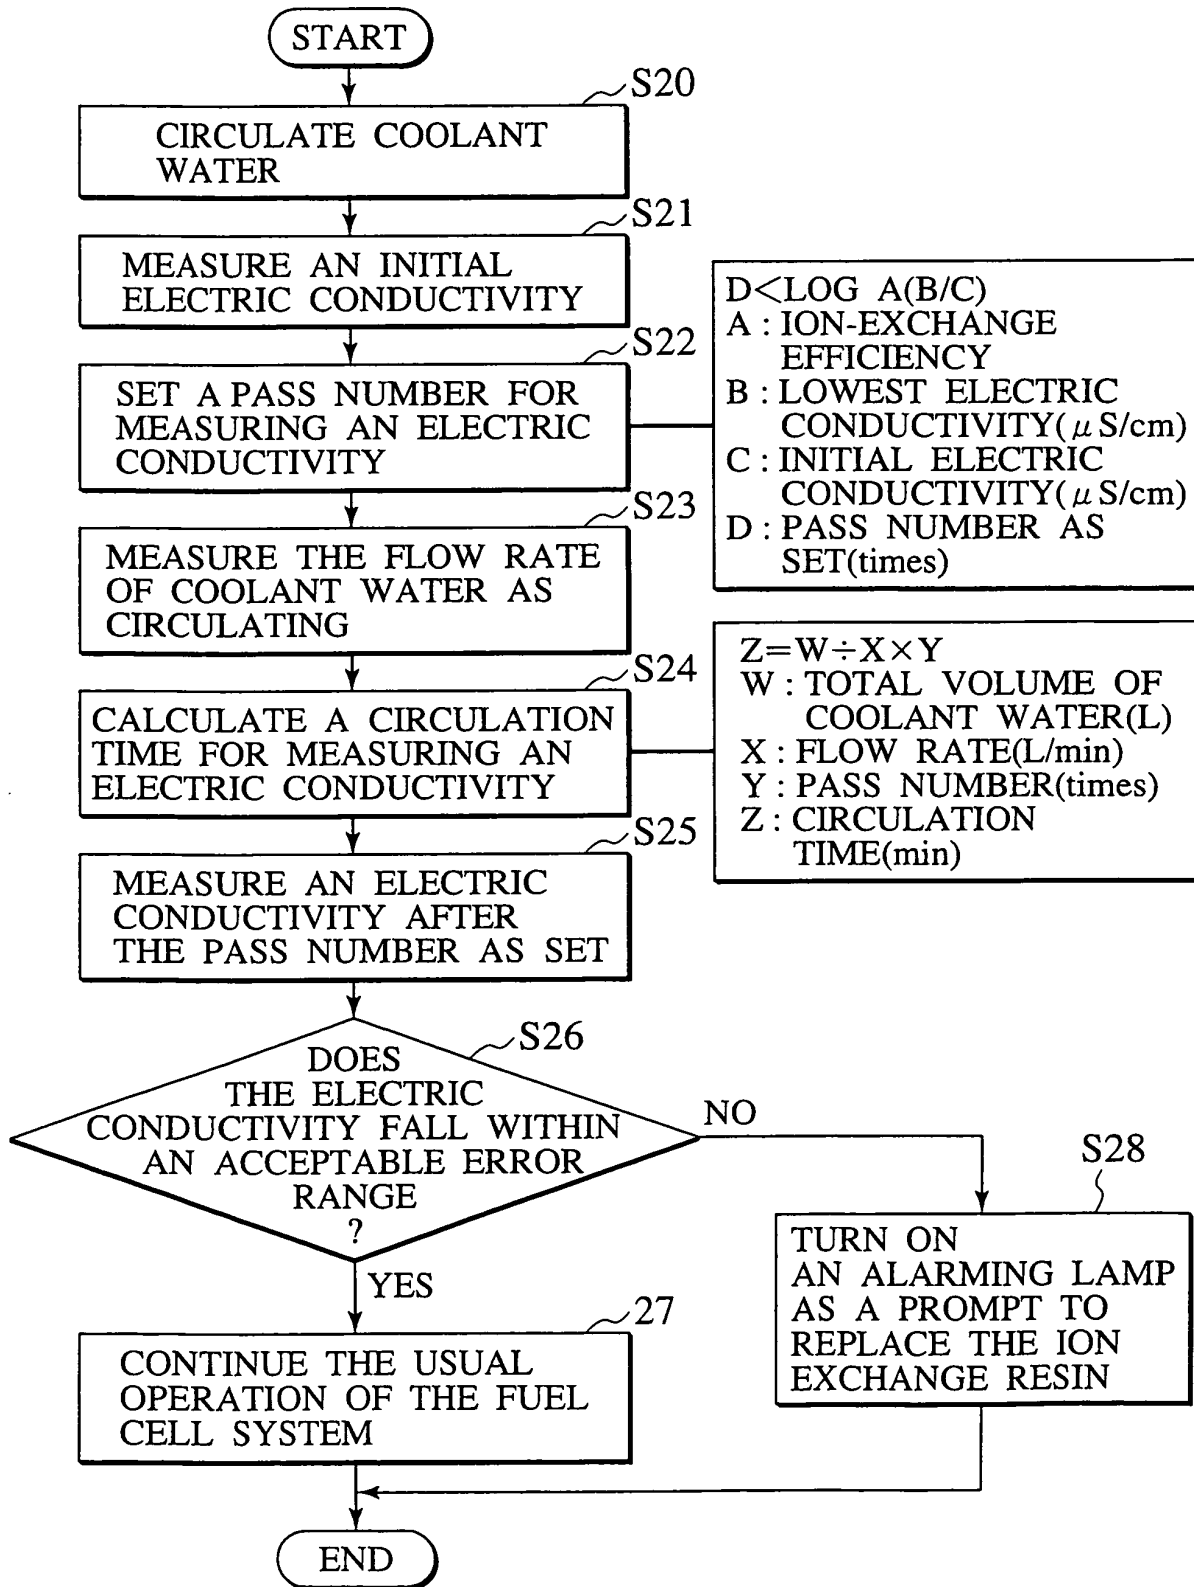 START
S20
CIRCULATE COOLANT
WATER
S21
MEASURE AN INITIAL
ELECTRIC CONDUCTIVITY
S22
SET A PASS NUMBER FOR
MEASURING AN ELECTRIC
CONDUCTIVITY
D<LOG A(B/C)
A : ION-EXCHANGE
EFFICIENCY
B : LOWEST ELECTRIC
CONDUCTIVITY(μS/cm)
C : INITIAL ELECTRIC
CONDUCTIVITY(μS/cm)
D : PASS NUMBER AS
SET(times)
S23
MEASURE THE FLOW RATE
OF COOLANT WATER AS
CIRCULATING
S24
CALCULATE A CIRCULATION
TIME FOR MEASURING AN
ELECTRIC CONDUCTIVITY
Z=W÷X×Y
W : TOTAL VOLUME OF
COOLANT WATER(L)
X : FLOW RATE(L/min)
Y : PASS NUMBER(times)
Z : CIRCULATION
TIME(min)
S25
MEASURE AN ELECTRIC
CONDUCTIVITY AFTER
THE PASS NUMBER AS SET
S26
DOES
THE ELECTRIC
CONDUCTIVITY FALL WITHIN
AN ACCEPTABLE ERROR
RANGE
?
NO
YES
S28
TURN ON
AN ALARMING LAMP
AS A PROMPT TO
REPLACE THE ION
EXCHANGE RESIN
27
CONTINUE THE USUAL
OPERATION OF THE FUEL
CELL SYSTEM
END